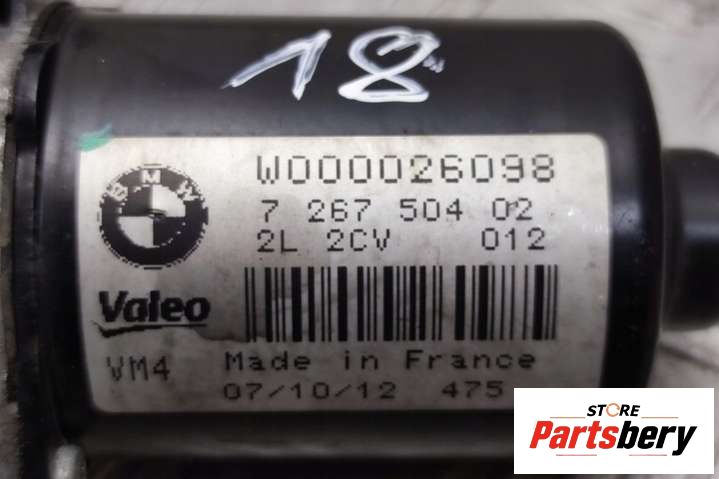 18
W000026098
BMW
7 267 504 02
2L 2CV 012
Valeo
VM4
Made in France
07/10/12 475
STORE
Partsbery